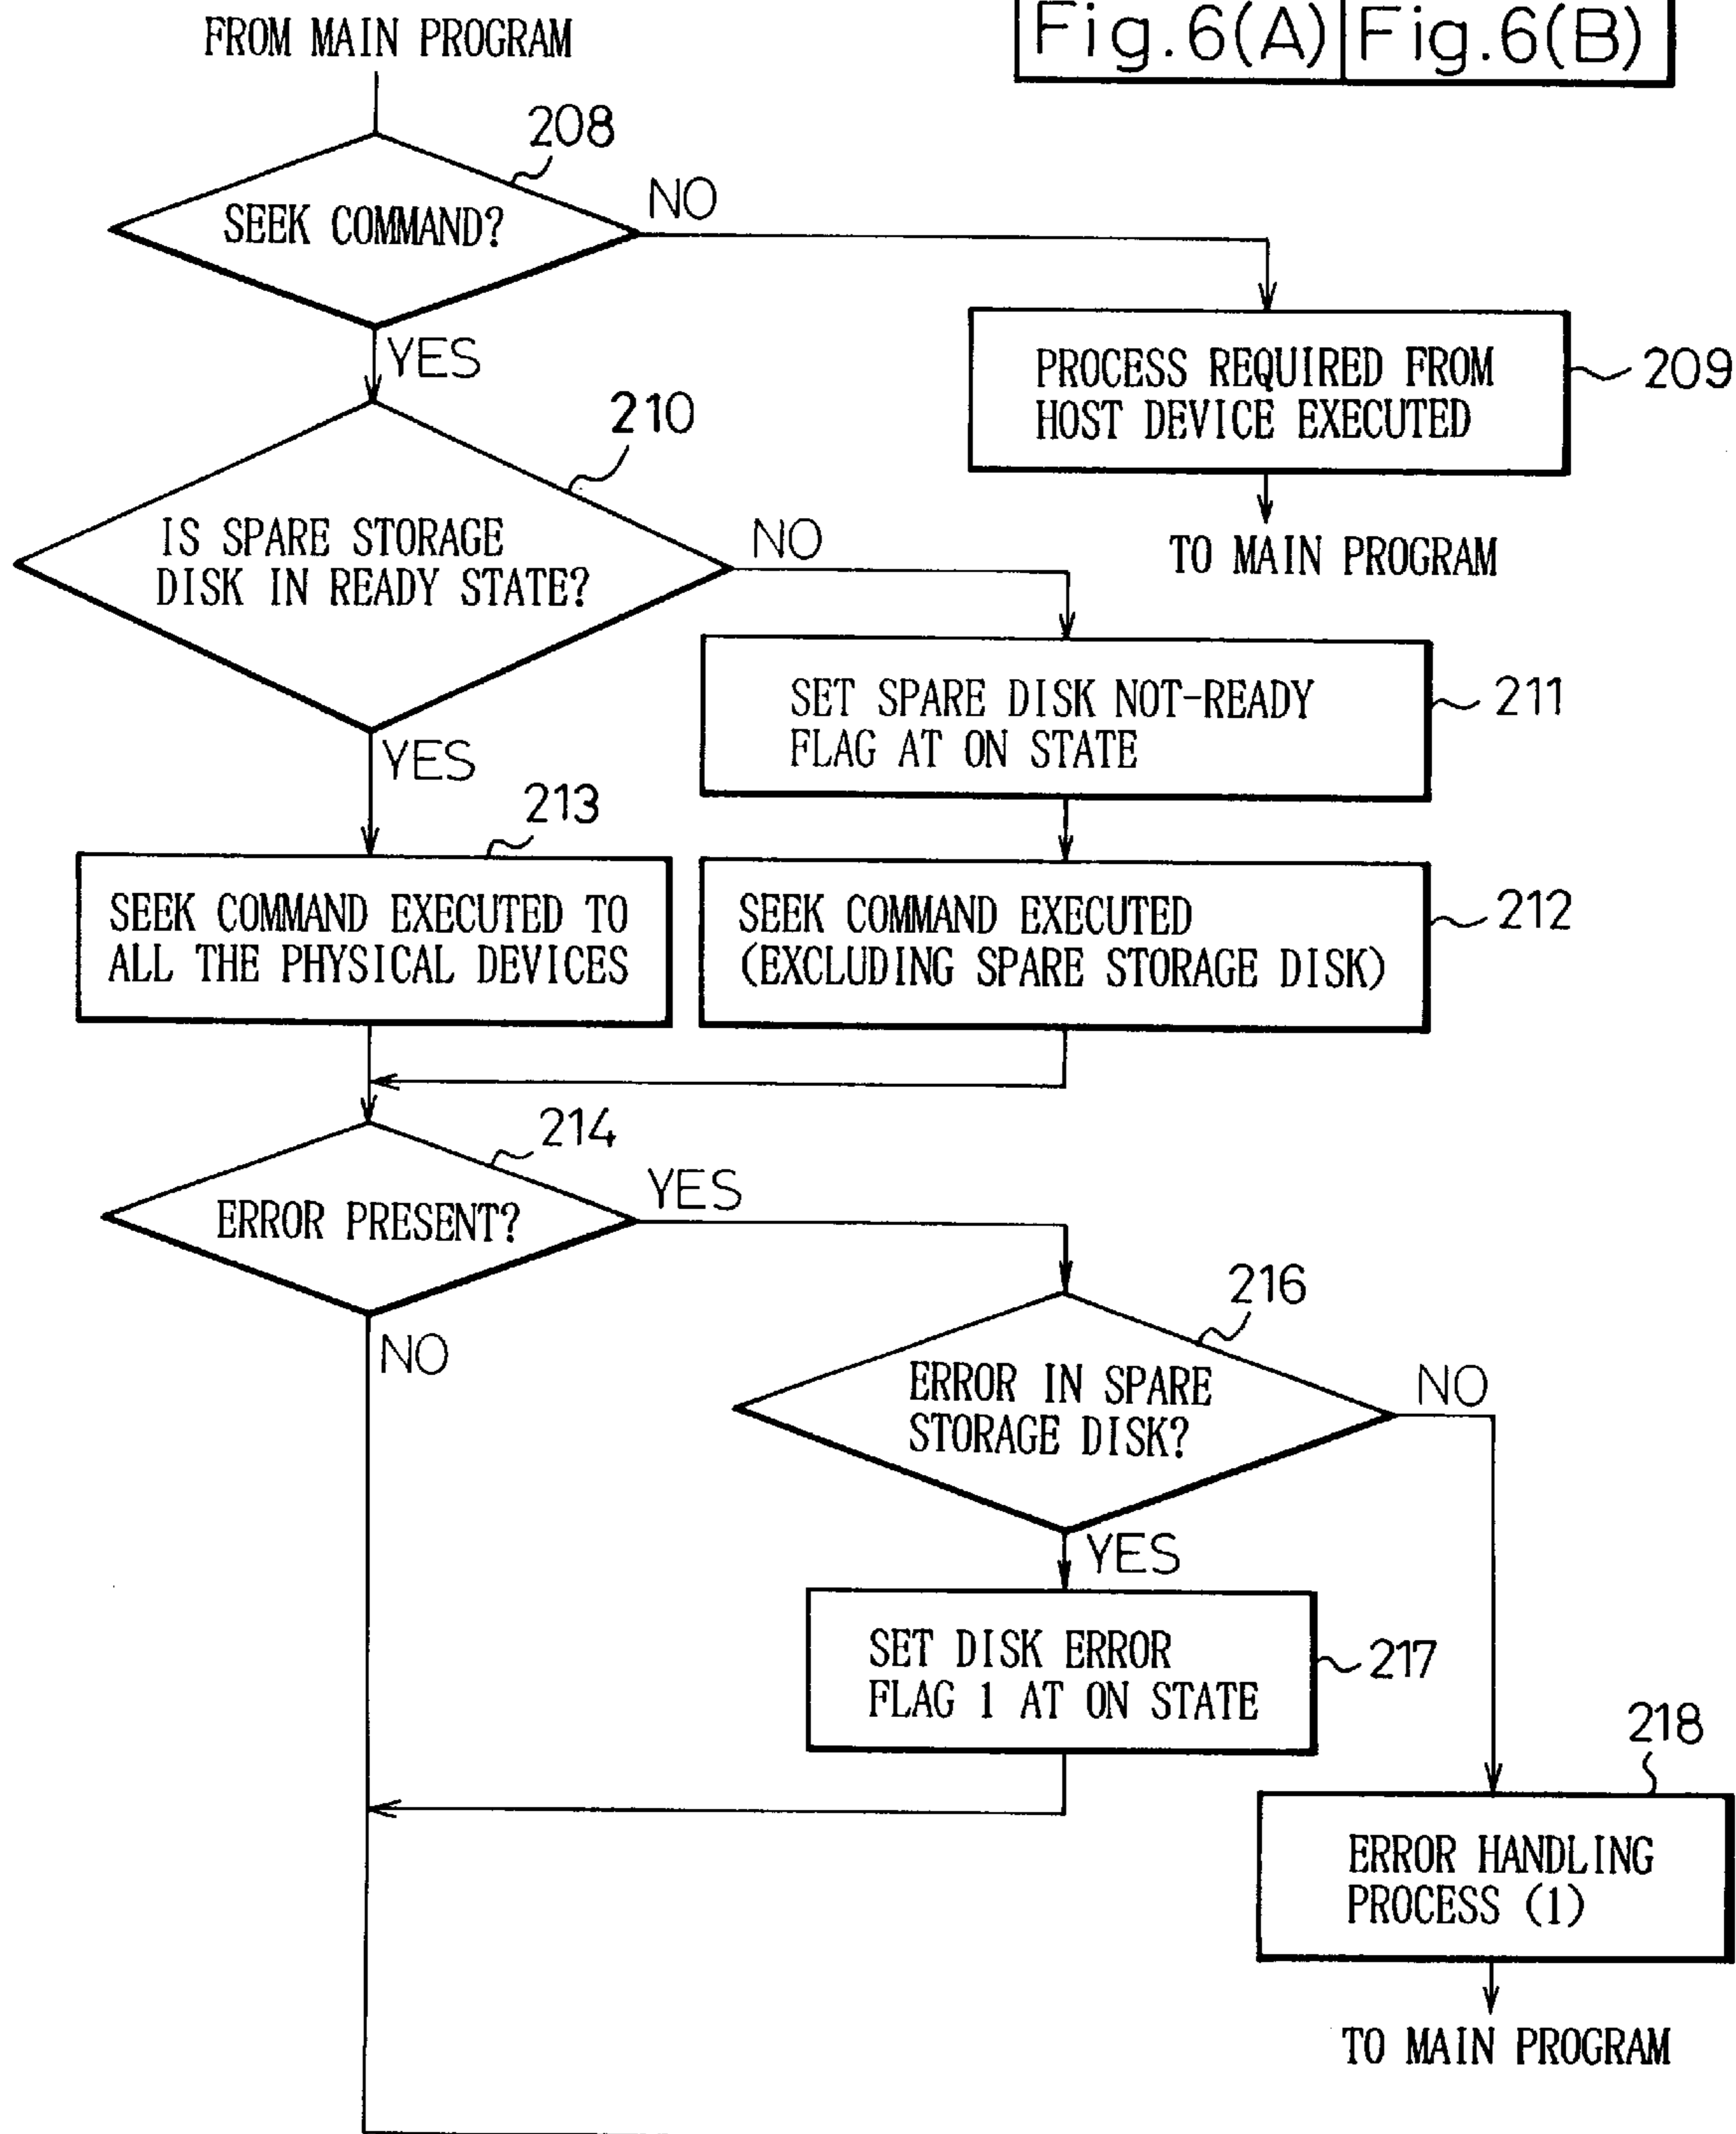 Fig.6(A) Fig.6(B)
FROM MAIN PROGRAM
208
SEEK COMMAND?
NO
YES
PROCESS REQUIRED FROM
HOST DEVICE EXECUTED
209
TO MAIN PROGRAM
210
IS SPARE STORAGE
DISK IN READY STATE?
NO
YES
SET SPARE DISK NOT-READY
FLAG AT ON STATE
211
213
SEEK COMMAND EXECUTED TO
ALL THE PHYSICAL DEVICES
SEEK COMMAND EXECUTED
(EXCLUDING SPARE STORAGE DISK)
212
214
ERROR PRESENT?
YES
NO
216
ERROR IN SPARE
STORAGE DISK?
NO
YES
SET DISK ERROR
FLAG 1 AT ON STATE
217
218
ERROR HANDLING
PROCESS (1)
TO MAIN PROGRAM